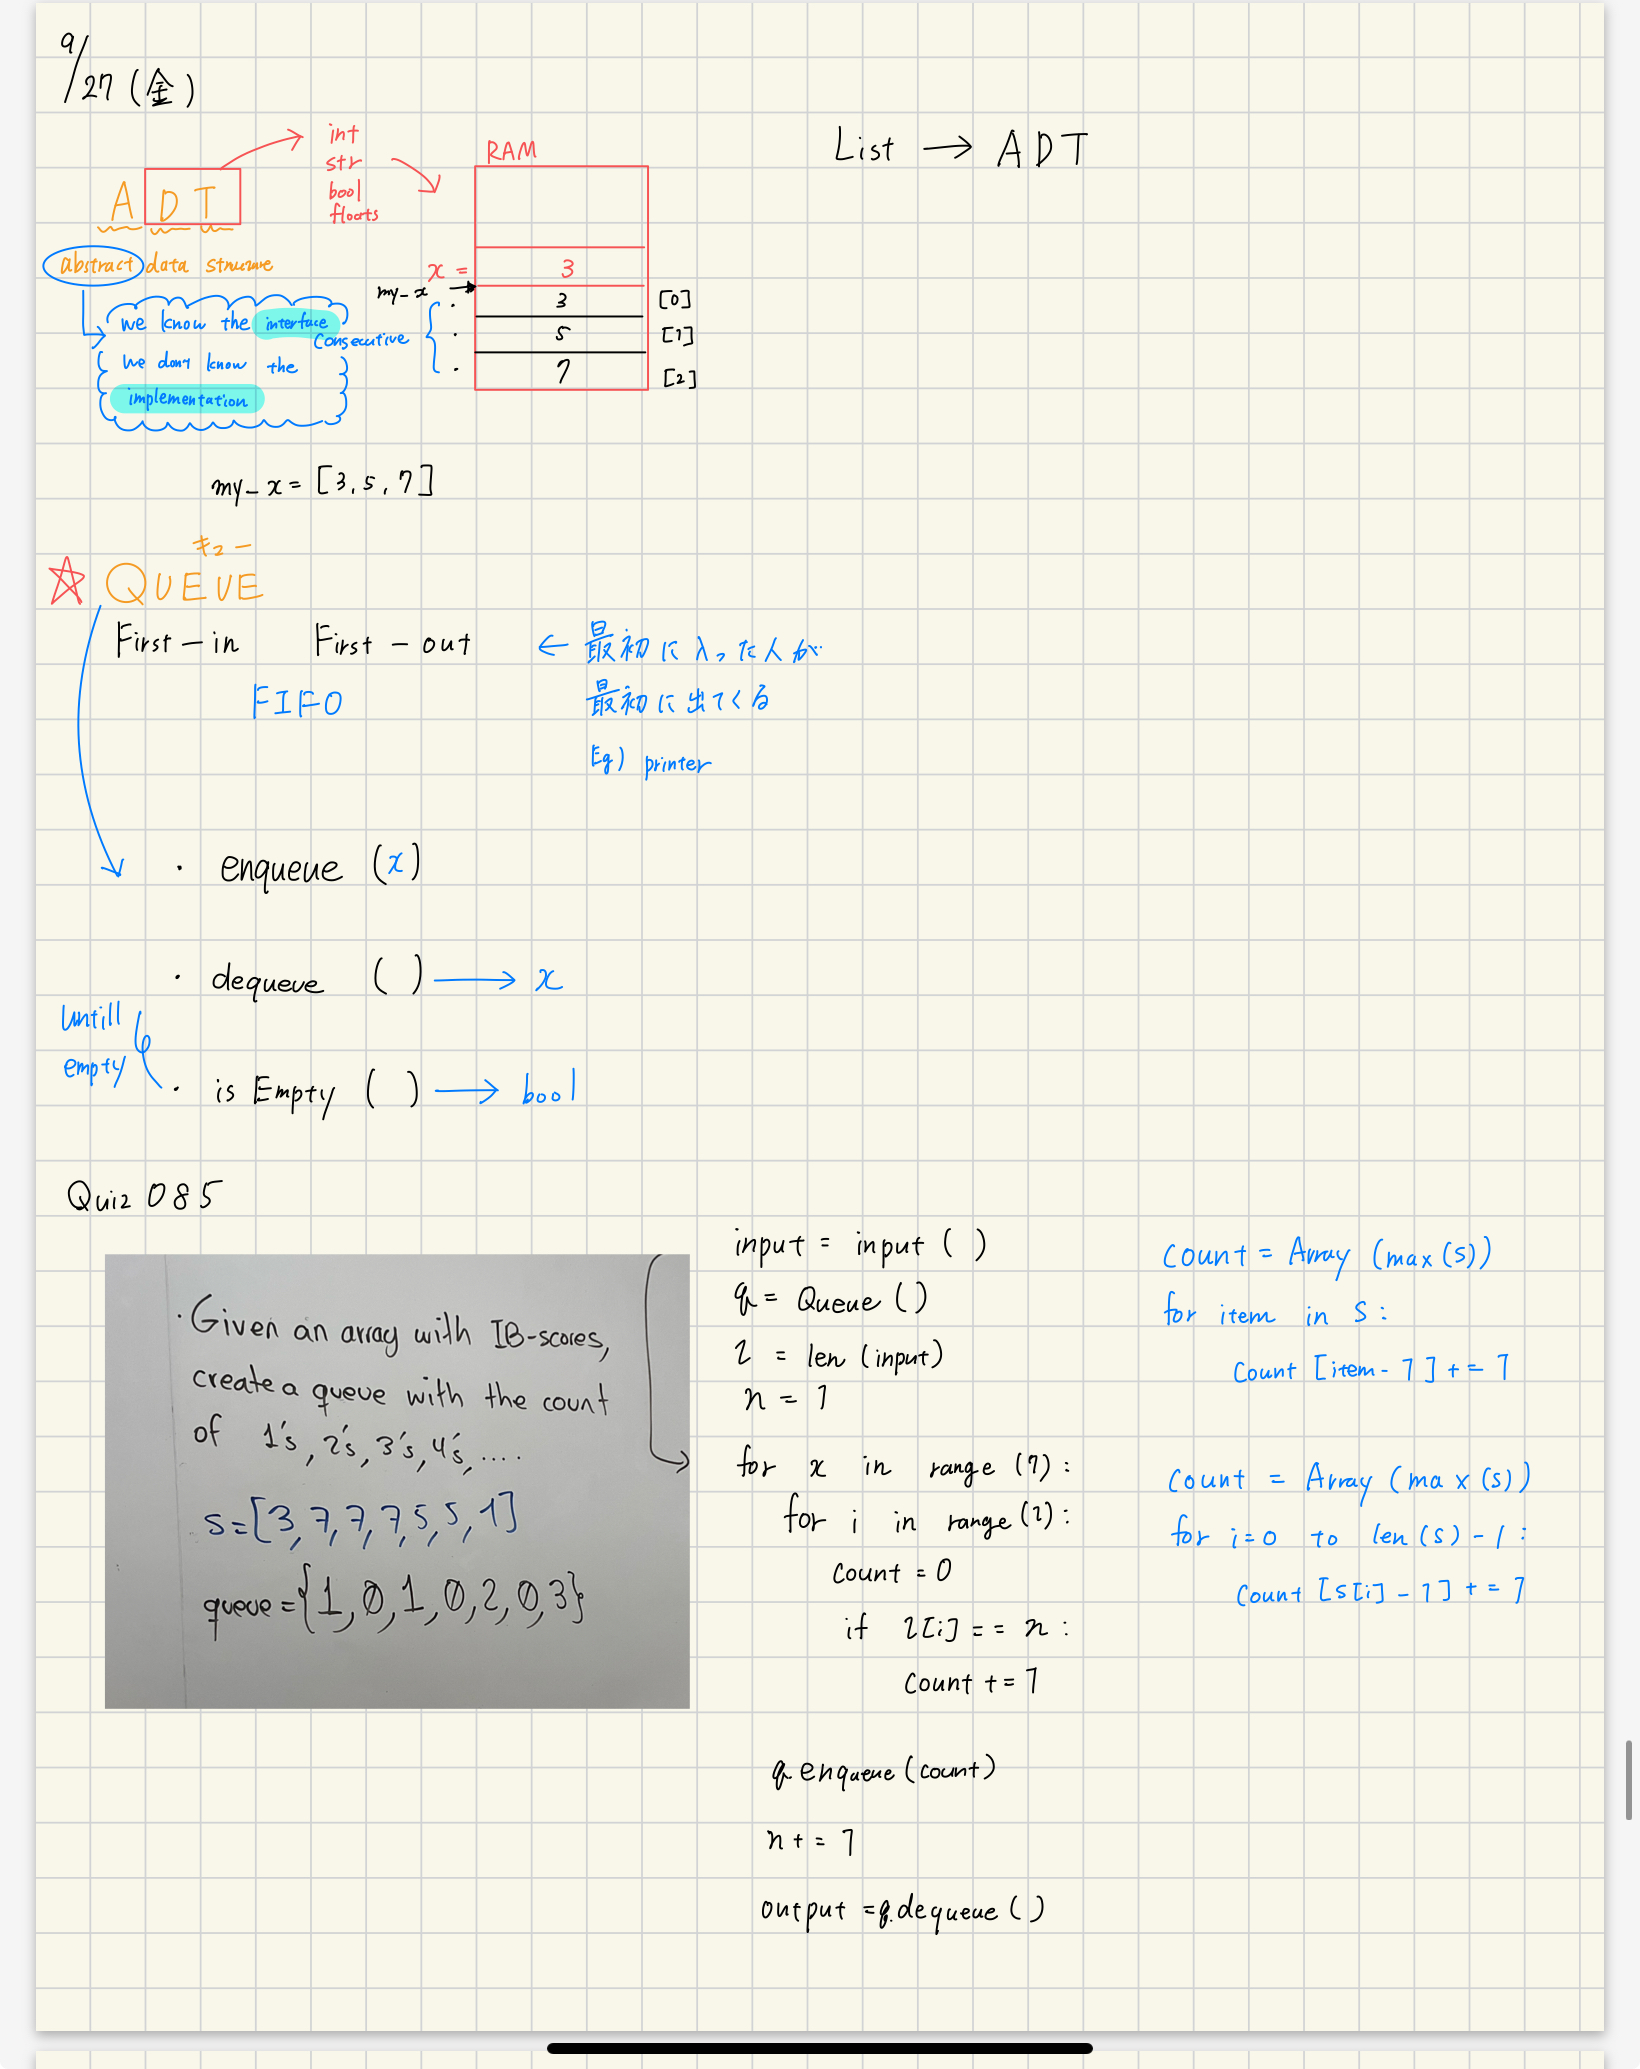 9/27 (金)
List → ADT
ADT
int
str
bool
floats
RAM
abstract data
x =
3
my_x →
3 [0]
5 [1]
7 [2]
Consecutive
we know the interface
we don't know the
implementation
my_x = [3, 5, 7]
キュー
☆ QUEUE
First-in First-out
FIFO
← 最初に入った人が
最初に出てくる
Eg) printer
· enqueue (x)
· dequeue ( ) → x
untill
empty
· is Empty ( ) → bool
Quiz 085
· Given an array with IB-scores,
create a queue with the count
of 1's, 2's, 3's, 4's, ....
s=[3, 7, 7, 7, 5, 5, 1]
queue={1, 0, 1, 0, 2, 0, 3}
input = input ( )
q = Queue ( )
l = len (input)
n = 1
for x in range (7):
for i in range (l):
count = 0
if l[i] == n:
count += 1
q enqueue (count)
n += 1
output = q.dequeue ( )
count = Array (max (s))
for item in s:
count [item - 1] += 1
count = Array (max (s))
for i=0 to len (s) - 1:
count [s[i] - 1] += 1